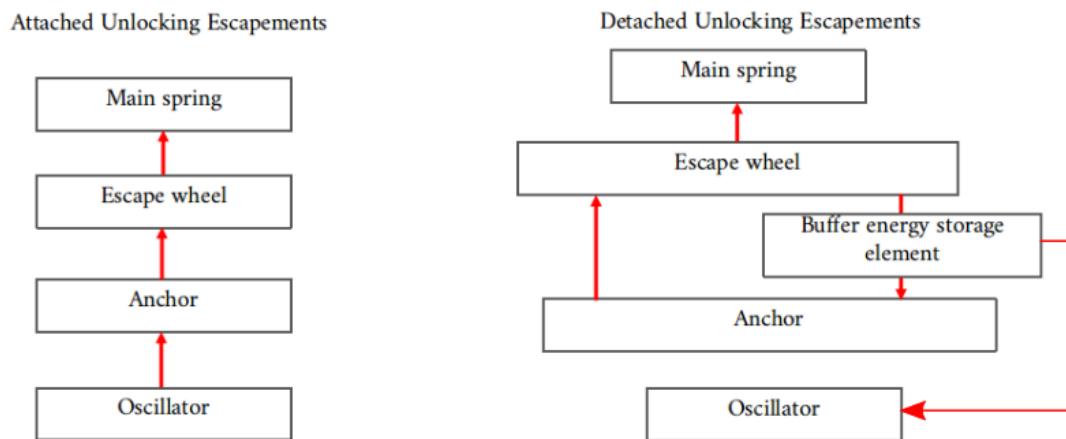 Attached Unlocking Escapements
Main spring
Escape wheel
Anchor
Oscillator
Detached Unlocking Escapements
Main spring
Escape wheel
Buffer energy storage
element
Anchor
Oscillator